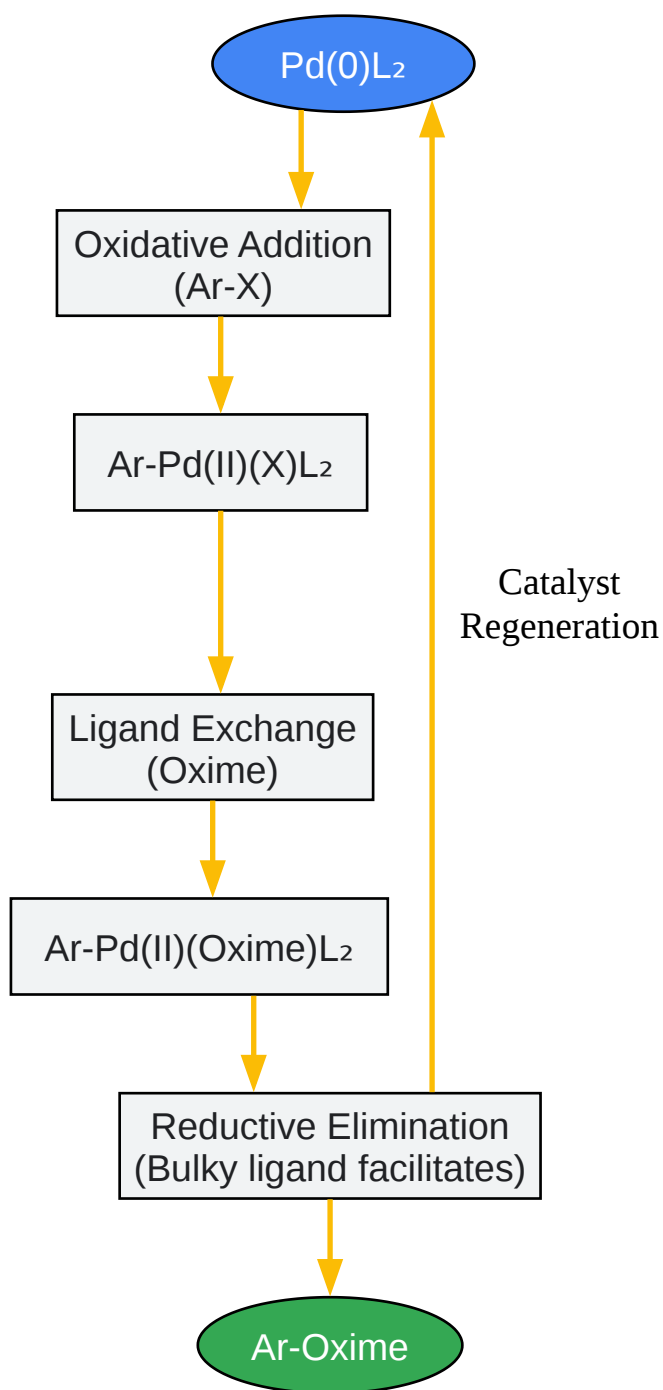 Pd(0)L₂
Oxidative Addition
(Ar-X)
Ar-Pd(II)(X)L₂
Catalyst
Regeneration
Ligand Exchange
(Oxime)
Ar-Pd(II)(Oxime)L₂
Reductive Elimination
(Bulky ligand facilitates)
Ar-Oxime